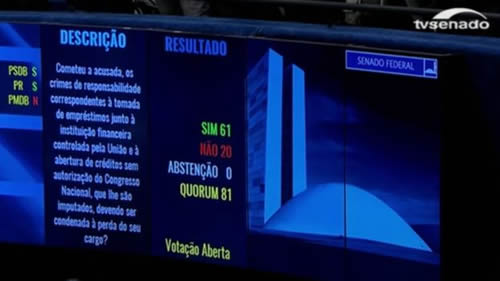 tvsenado
DESCRIÇÃO
Cometeu a acusada, os
crimes de responsabilidade
correspondentes à tomada
de empréstimos junto à
instituição financeira
controlada pela União e à
abertura de créditos sem
autorização do Congresso
Nacional, que lhe são
imputados, devendo ser
condenada à perda do seu
cargo?
PSDB S
PR S
PMDB N
RESULTADO
SIM 61
NÃO 20
ABSTENÇÃO 0
QUORUM 81
Votação Aberta
SENADO FEDERAL